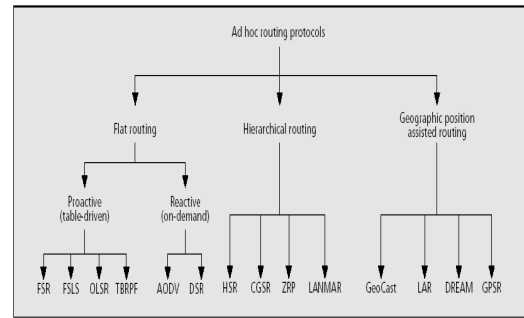 Ad hoc routing protocols
Flat routing
Hierarchical routing
Geographic position
assisted routing
Proactive
(table-driven)
Reactive
(on-demand)
FSR FSLS OLSR TBRPF AODV DSR HSR CGSR ZRP LANMAR GeoCast LAR DREAM GPSR